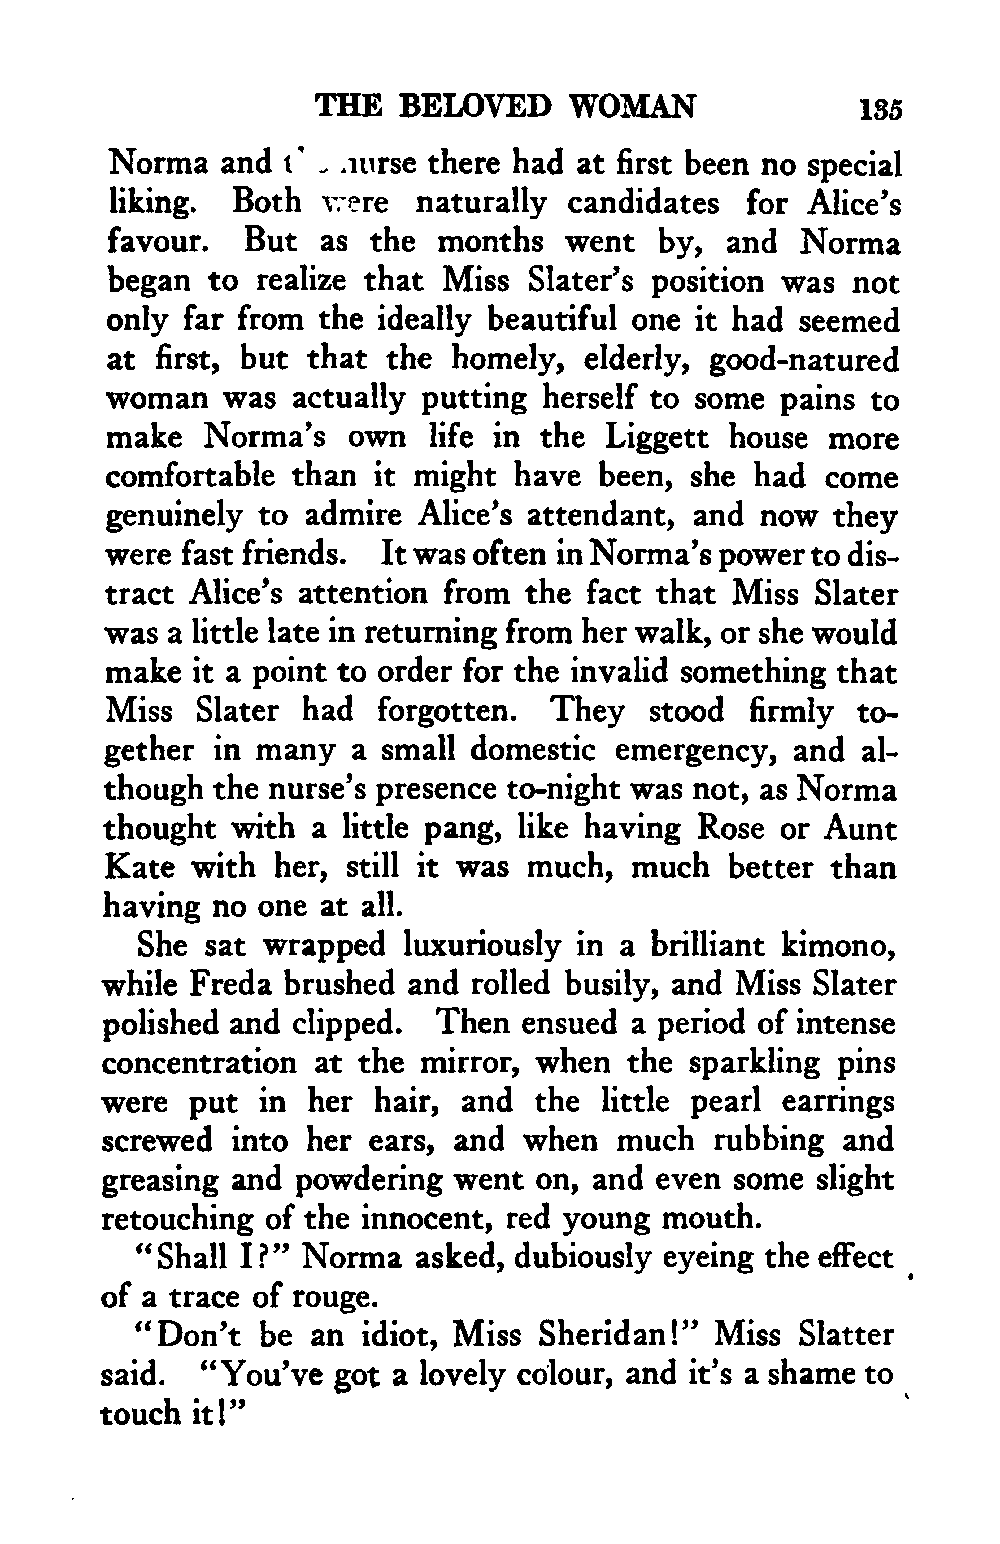 THE BELOVED WOMAN 135
Norma and nurse there had at first been no special
liking. Both were naturally candidates for Alice's
favour. But as the months went by, and Norma
began to realize that Miss Slater's position was not
only far from the ideally beautiful one it had seemed
at first, but that the homely, elderly, good-natured
woman was actually putting herself to some pains to
make Norma's own life in the Liggett house more
comfortable than it might have been, she had come
genuinely to admire Alice's attendant, and now they
were fast friends. It was often in Norma's power to dis-
tract Alice's attention from the fact that Miss Slater
was a little late in returning from her walk, or she would
make it a point to order for the invalid something that
Miss Slater had forgotten. They stood firmly to-
gether in many a small domestic emergency, and al-
though the nurse's presence to-night was not, as Norma
thought with a little pang, like having Rose or Aunt
Kate with her, still it was much, much better than
having no one at all.
She sat wrapped luxuriously in a brilliant kimono,
while Freda brushed and rolled busily, and Miss Slater
polished and clipped. Then ensued a period of intense
concentration at the mirror, when the sparkling pins
were put in her hair, and the little pearl earrings
screwed into her ears, and when much rubbing and
greasing and powdering went on, and even some slight
retouching of the innocent, red young mouth.
"Shall I?" Norma asked, dubiously eyeing the effect
of a trace of rouge.
"Don't be an idiot, Miss Sheridan!" Miss Slatter
said. "You've got a lovely colour, and it's a shame to
touch it!"